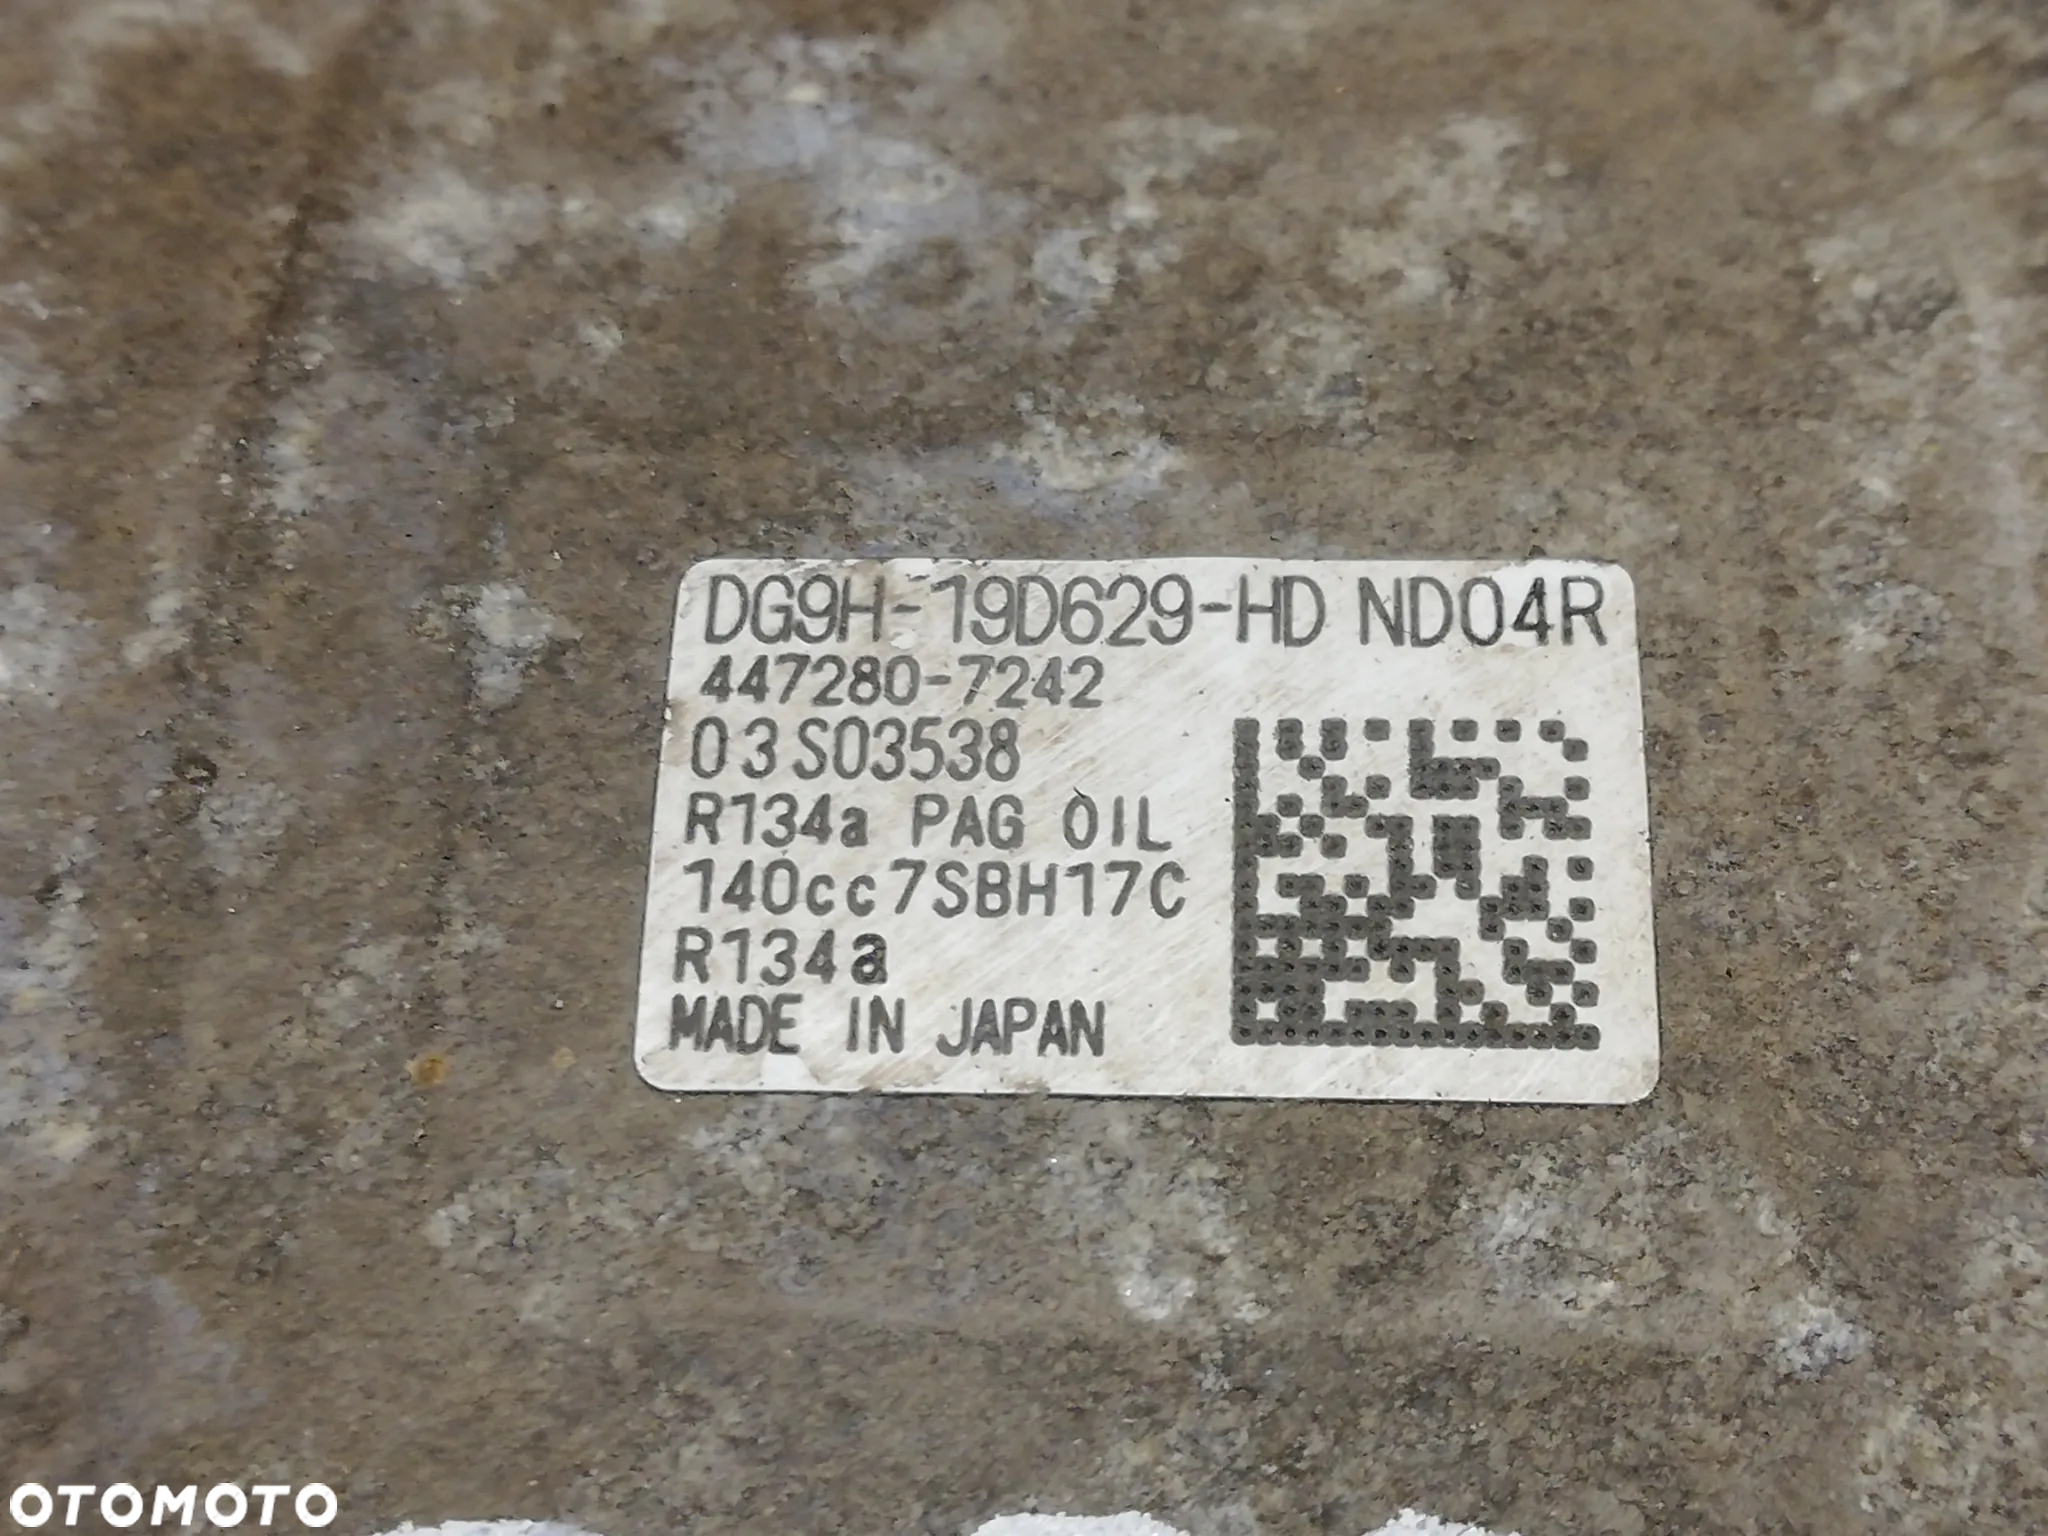 DG9H-19D629-HD ND04R
447280-7242
03S03538
R134a PAG OIL
140cc7SBH17C
R134a
MADE IN JAPAN
OTOMOTO